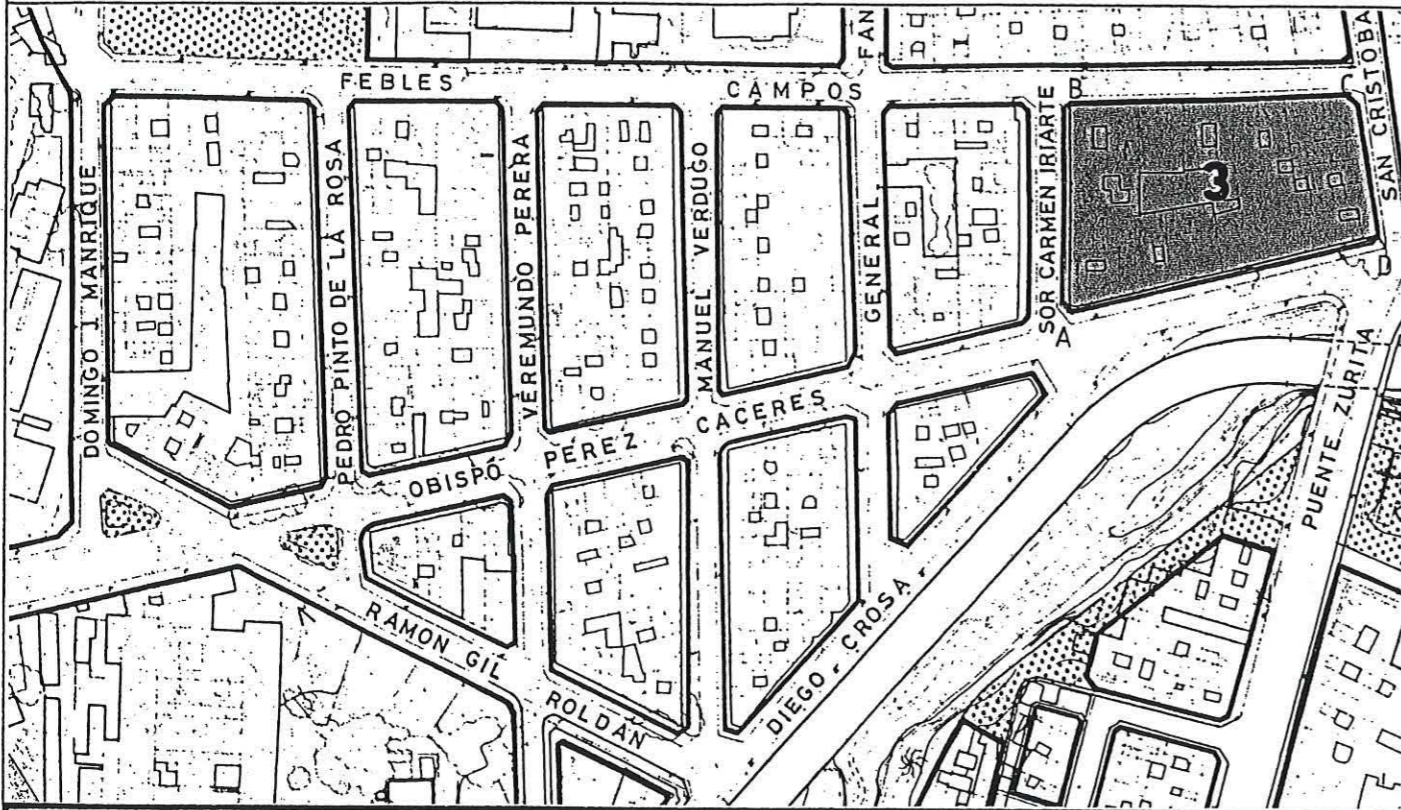 FEBLES CAMPOS
FAN
SAN CRISTOBA
B
C
3
DOMINGO J MANRIQUE
PEDRO PINTO DE LA ROSA
VEREMUNDO PERERA
MANUEL VERDUGO
GENERAL
SOR CARMEN IRIARTE
A
D
OBISPO PEREZ CACERES
PUENTE ZURITA
RAMON GIL ROLDAN
DIEGO CROSA